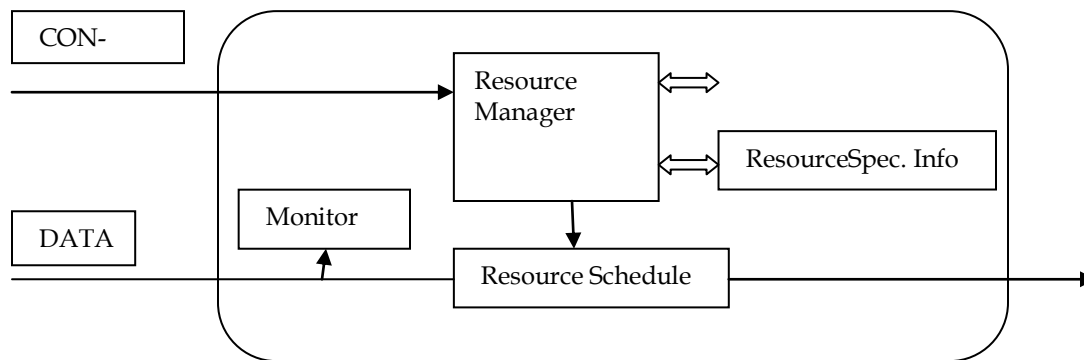 CON-
Resource
Manager
ResourceSpec. Info
Monitor
DATA
Resource Schedule